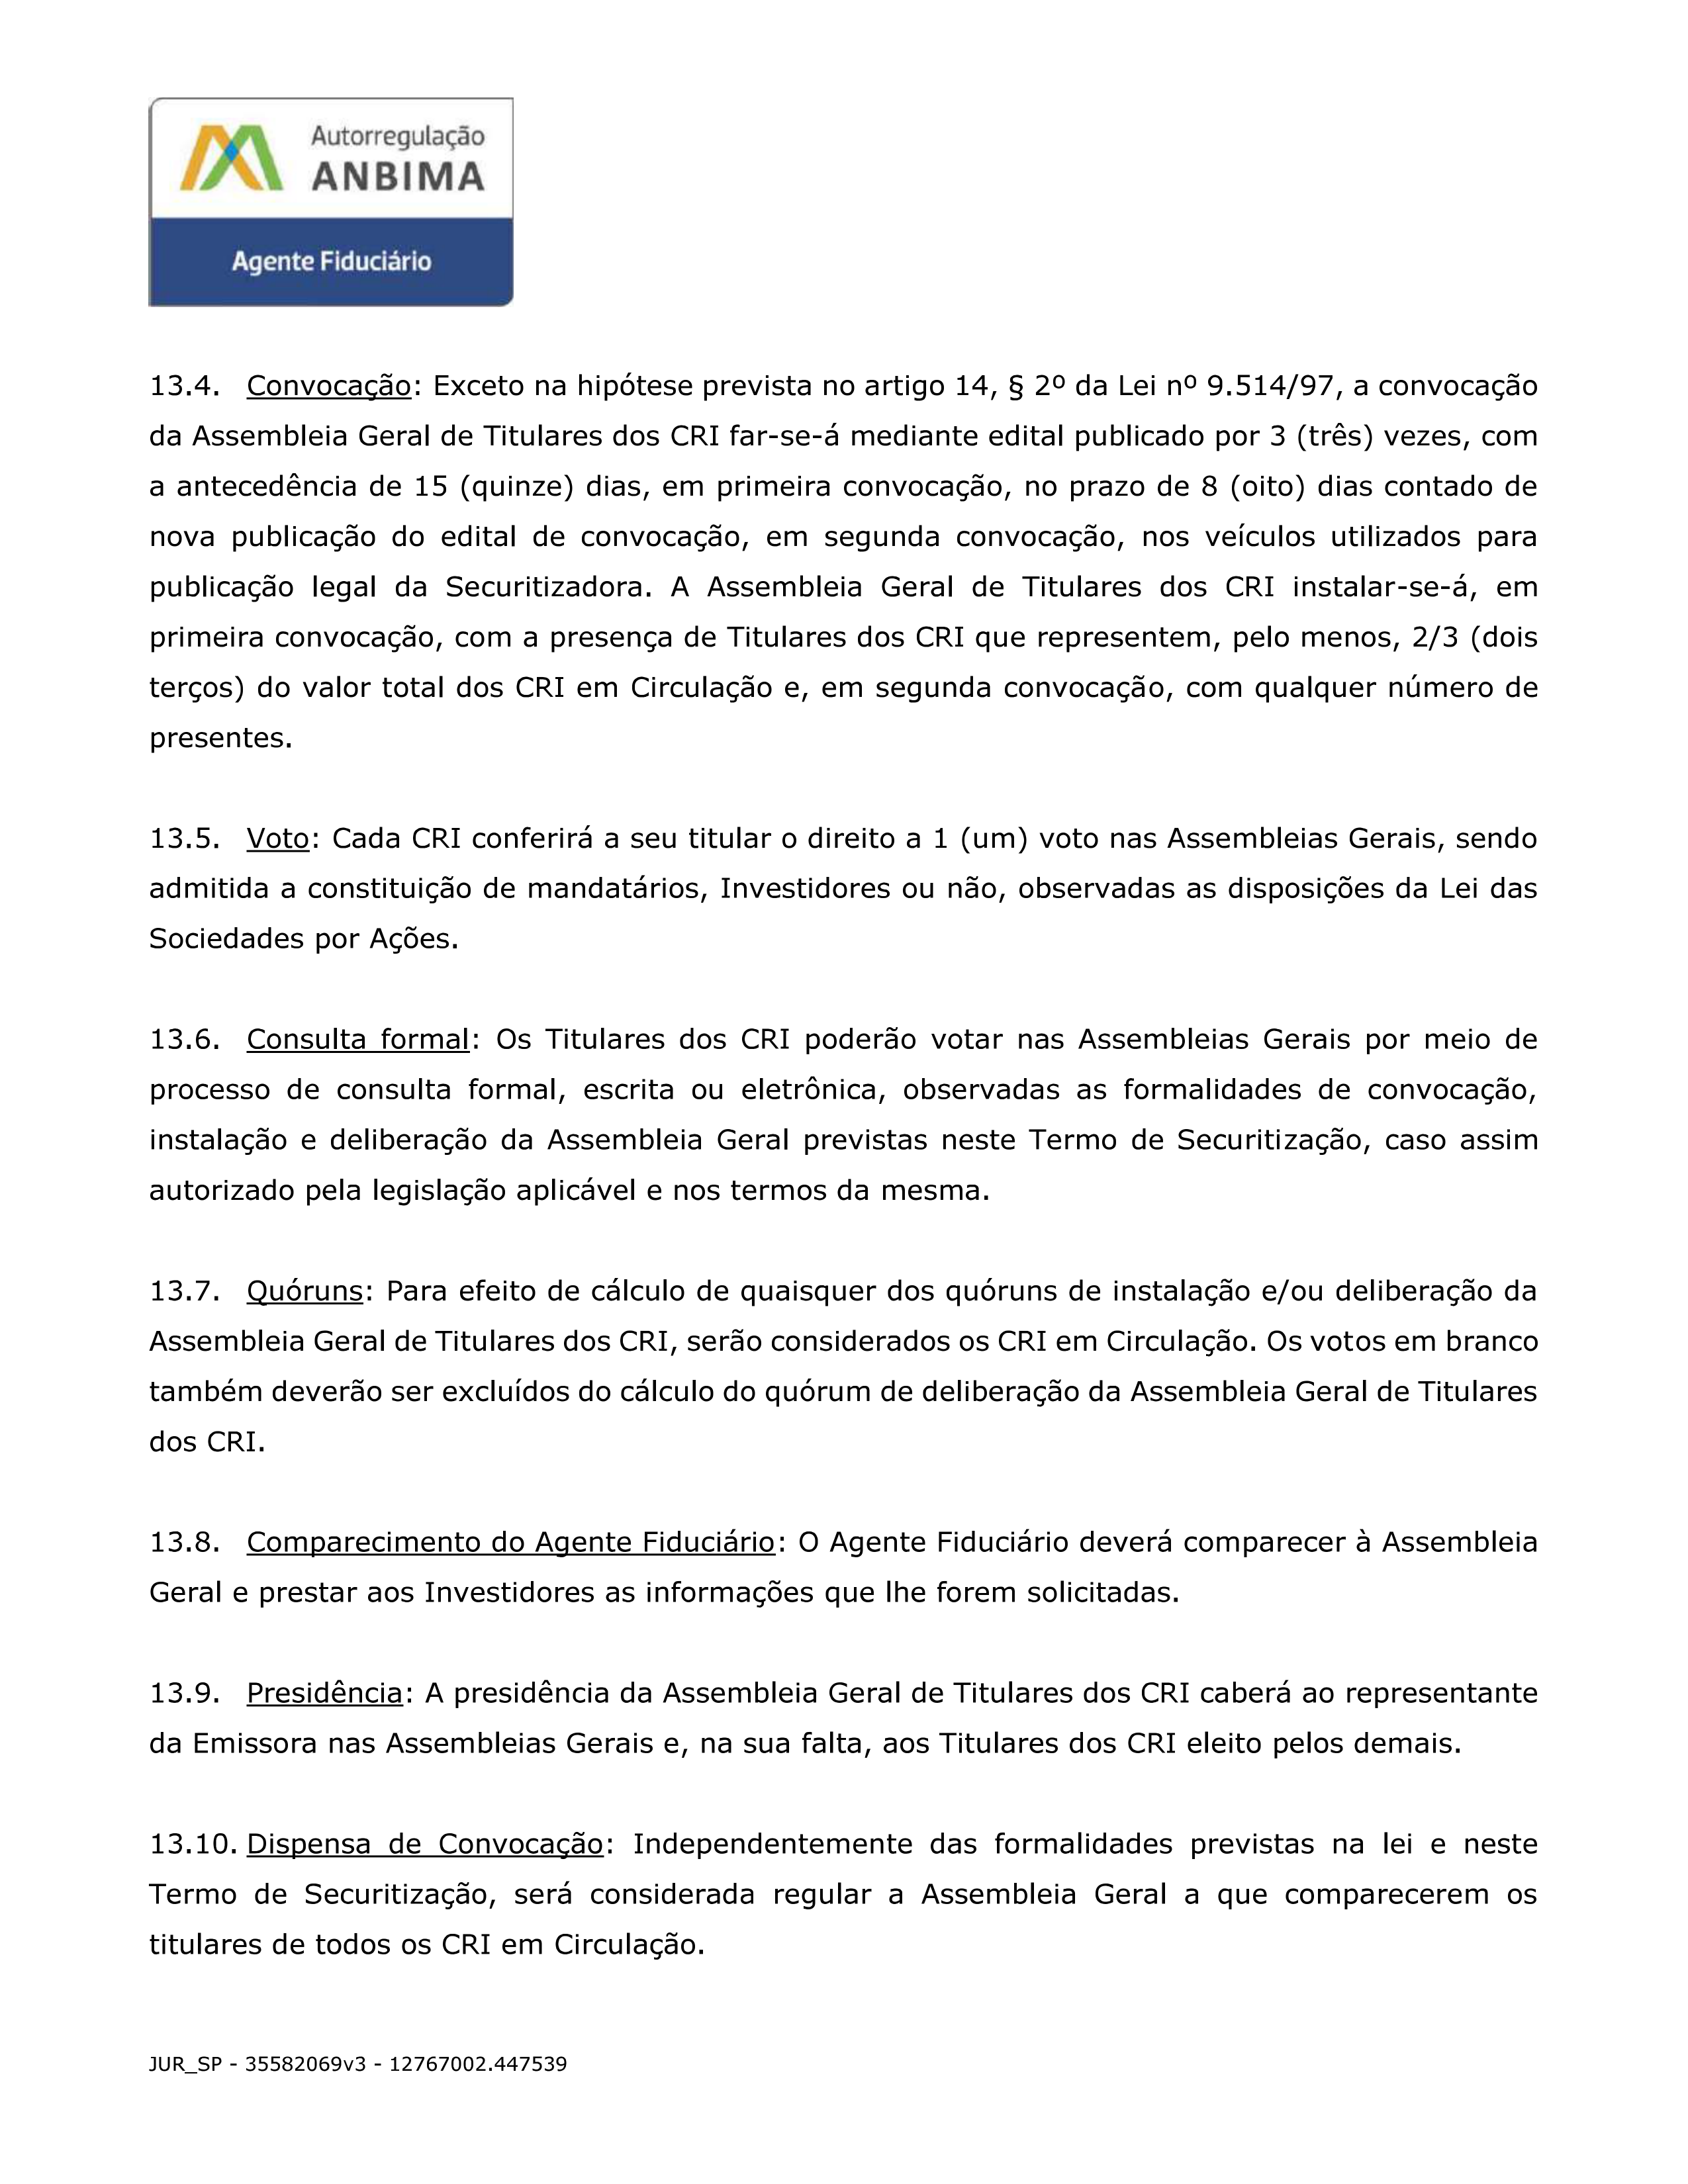 Autorregulação
ANBIMA
Agente Fiduciário
13.4. Convocação: Exceto na hipótese prevista no artigo 14, § 2º da Lei nº 9.514/97, a convocação
da Assembleia Geral de Titulares dos CRI far-se-á mediante edital publicado por 3 (três) vezes, com
a antecedência de 15 (quinze) dias, em primeira convocação, no prazo de 8 (oito) dias contado de
nova publicação do edital de convocação, em segunda convocação, nos veículos utilizados para
publicação legal da Securitizadora. A Assembleia Geral de Titulares dos CRI instalar-se-á, em
primeira convocação, com a presença de Titulares dos CRI que representem, pelo menos, 2/3 (dois
terços) do valor total dos CRI em Circulação e, em segunda convocação, com qualquer número de
presentes.
13.5. Voto: Cada CRI conferirá a seu titular o direito a 1 (um) voto nas Assembleias Gerais, sendo
admitida a constituição de mandatários, Investidores ou não, observadas as disposições da Lei das
Sociedades por Ações.
13.6. Consulta formal: Os Titulares dos CRI poderão votar nas Assembleias Gerais por meio de
processo de consulta formal, escrita ou eletrônica, observadas as formalidades de convocação,
instalação e deliberação da Assembleia Geral previstas neste Termo de Securitização, caso assim
autorizado pela legislação aplicável e nos termos da mesma.
13.7. Quóruns: Para efeito de cálculo de quaisquer dos quóruns de instalação e/ou deliberação da
Assembleia Geral de Titulares dos CRI, serão considerados os CRI em Circulação. Os votos em branco
também deverão ser excluídos do cálculo do quórum de deliberação da Assembleia Geral de Titulares
dos CRI.
13.8. Comparecimento do Agente Fiduciário: O Agente Fiduciário deverá comparecer à Assembleia
Geral e prestar aos Investidores as informações que lhe forem solicitadas.
13.9. Presidência: A presidência da Assembleia Geral de Titulares dos CRI caberá ao representante
da Emissora nas Assembleias Gerais e, na sua falta, aos Titulares dos CRI eleito pelos demais.
13.10. Dispensa de Convocação: Independentemente das formalidades previstas na lei e neste
Termo de Securitização, será considerada regular a Assembleia Geral a que comparecerem os
titulares de todos os CRI em Circulação.
JUR_SP - 35582069v3 - 12767002.447539